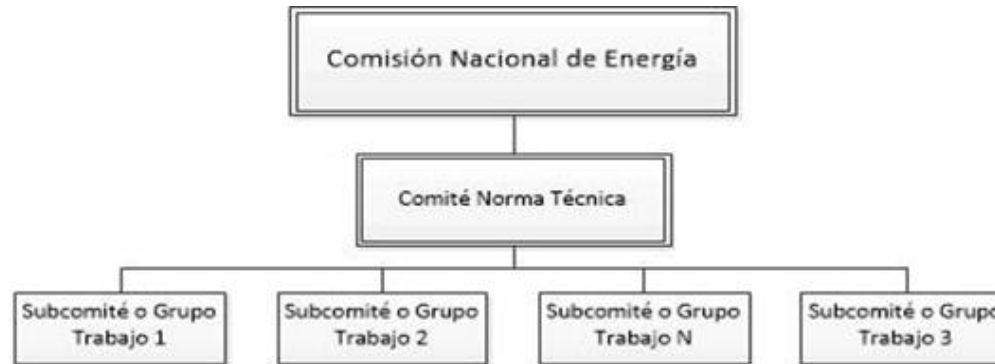 Comisión Nacional de Energía
Comité Norma Técnica
Subcomité o Grupo
Trabajo 1
Subcomité o Grupo
Trabajo 2
Subcomité o Grupo
Trabajo N
Subcomité o Grupo
Trabajo 3